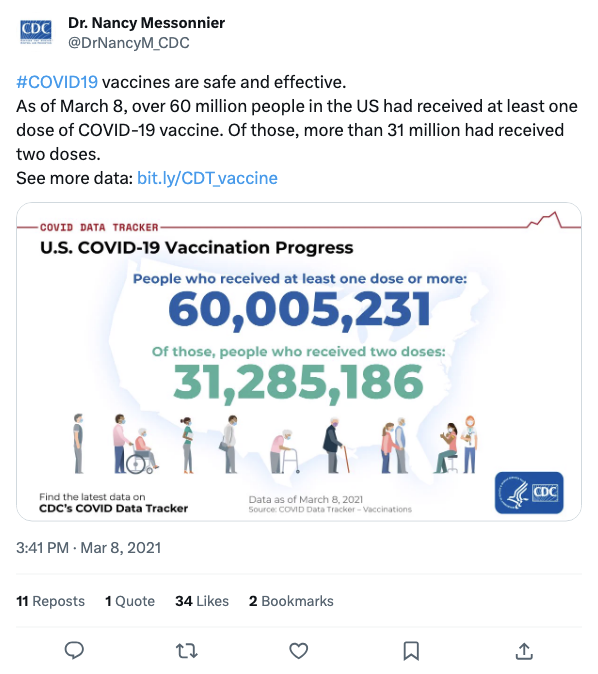 Dr. Nancy Messonnier
@DrNancyM_CDC
#COVID19 vaccines are safe and effective.
As of March 8, over 60 million people in the US had received at least one
dose of COVID-19 vaccine. Of those, more than 31 million had received
two doses.
See more data: bit.ly/CDT_vaccine
COVID DATA TRACKER
U.S. COVID-19 Vaccination Progress
People who received at least one dose or more:
60,005,231
Of those, people who received two doses:
31,285,186
Find the latest data on
CDC's COVID Data Tracker
Data as of March 8, 2021
Source: COVID Data Tracker – Vaccinations
CDC
3:41 PM · Mar 8, 2021
11 Reposts 1 Quote 34 Likes 2 Bookmarks